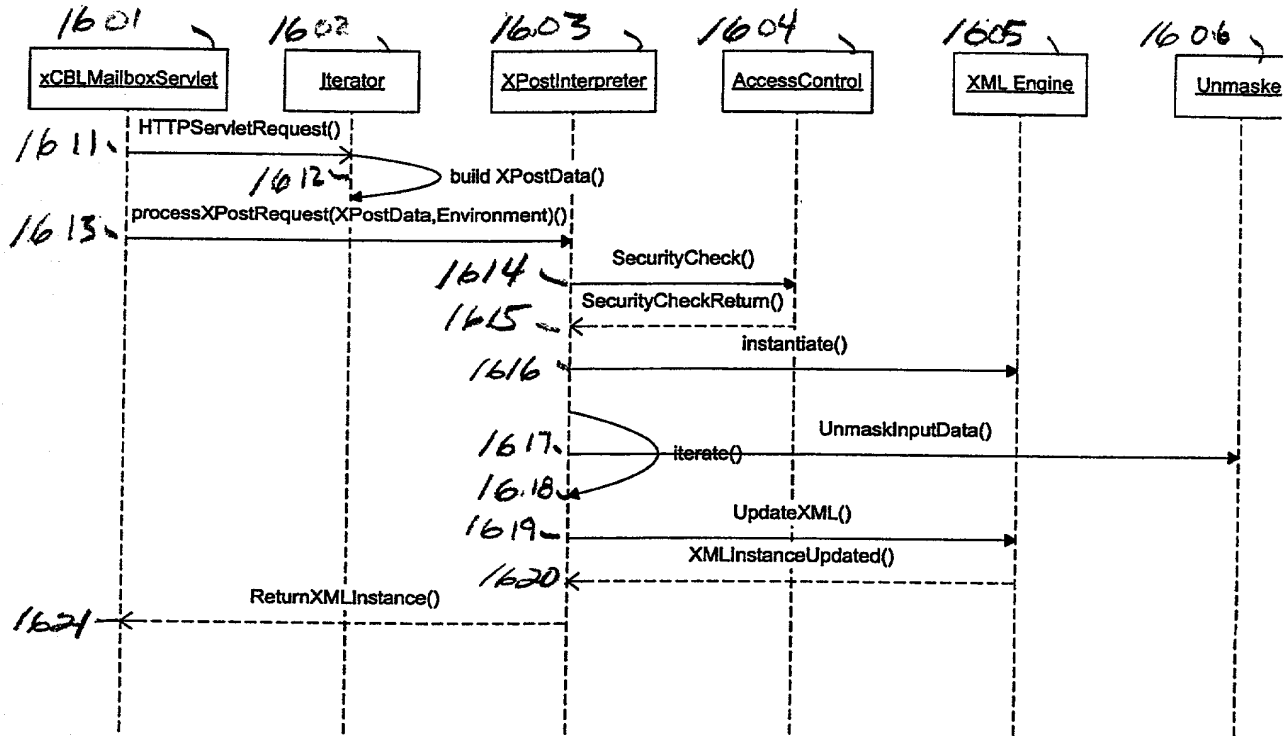 1601 1602 1603 1604 1605 1606
xCBLMailboxServlet Iterator XPostInterpreter AccessControl XML Engine Unmaske
HTTPServletRequest()
1611
1612 build XPostData()
processXPostRequest(XPostData,Environment)()
1613
SecurityCheck()
1614
SecurityCheckReturn()
1615
instantiate()
1616
UnmaskInputData()
1617 iterate()
1618
UpdateXML()
1619
XMLInstanceUpdated()
1620
ReturnXMLInstance()
1621